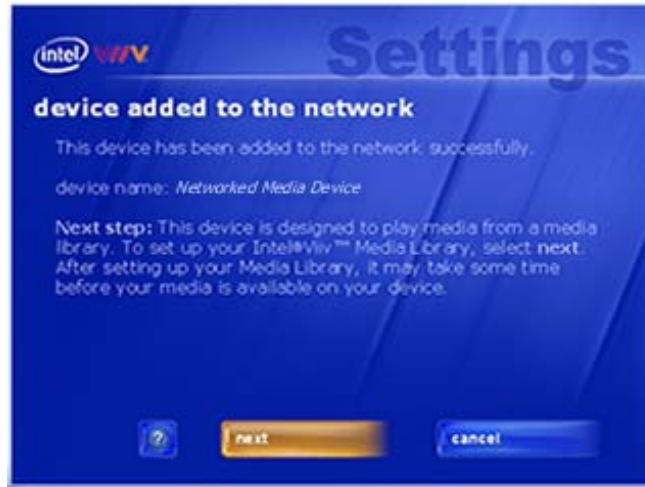 intel VIIV Settings
device added to the network
This device has been added to the network successfully.
device name: Networked Media Device
Next step: This device is designed to play media from a media
library. To set up your Intel® Viiv™ Media Library, select next.
After setting up your Media Library, it may take some time
before your media is available on your device.
? next cancel